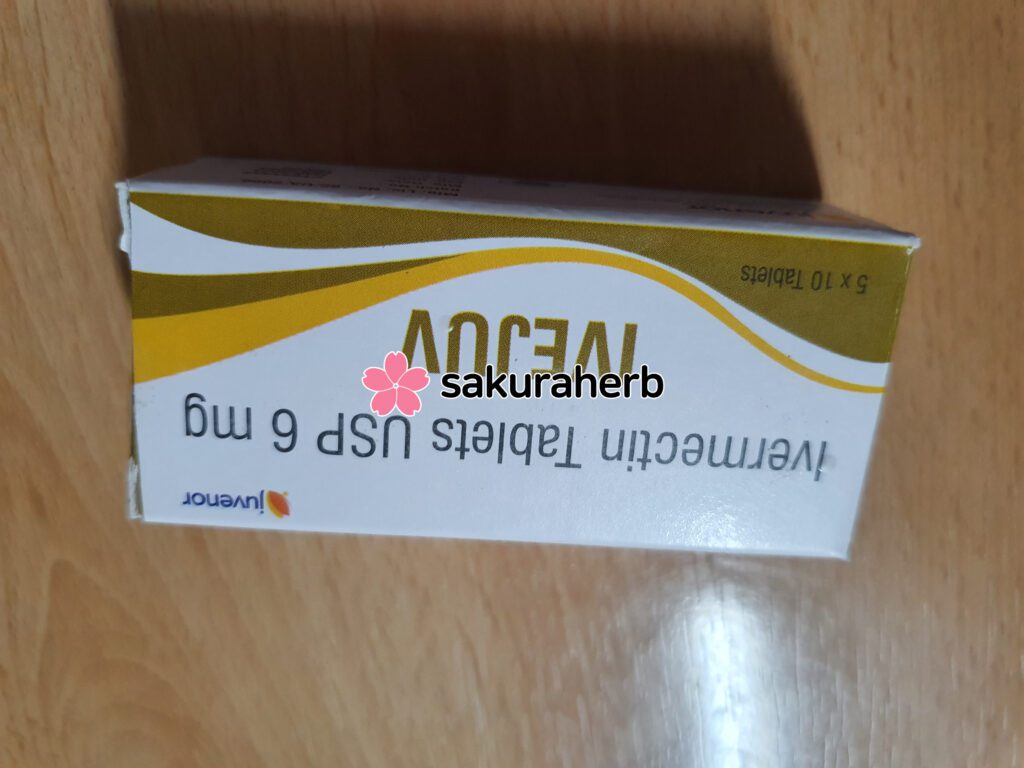 Ivermectin Tablets USP 6 mg
IVEJUV
5 x 10 Tablets
juvenor
sakuraherb